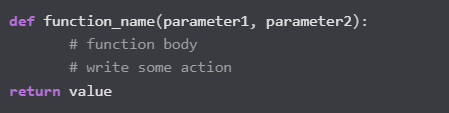 def function_name(parameter1, parameter2):
        # function body
        # write some action
return value